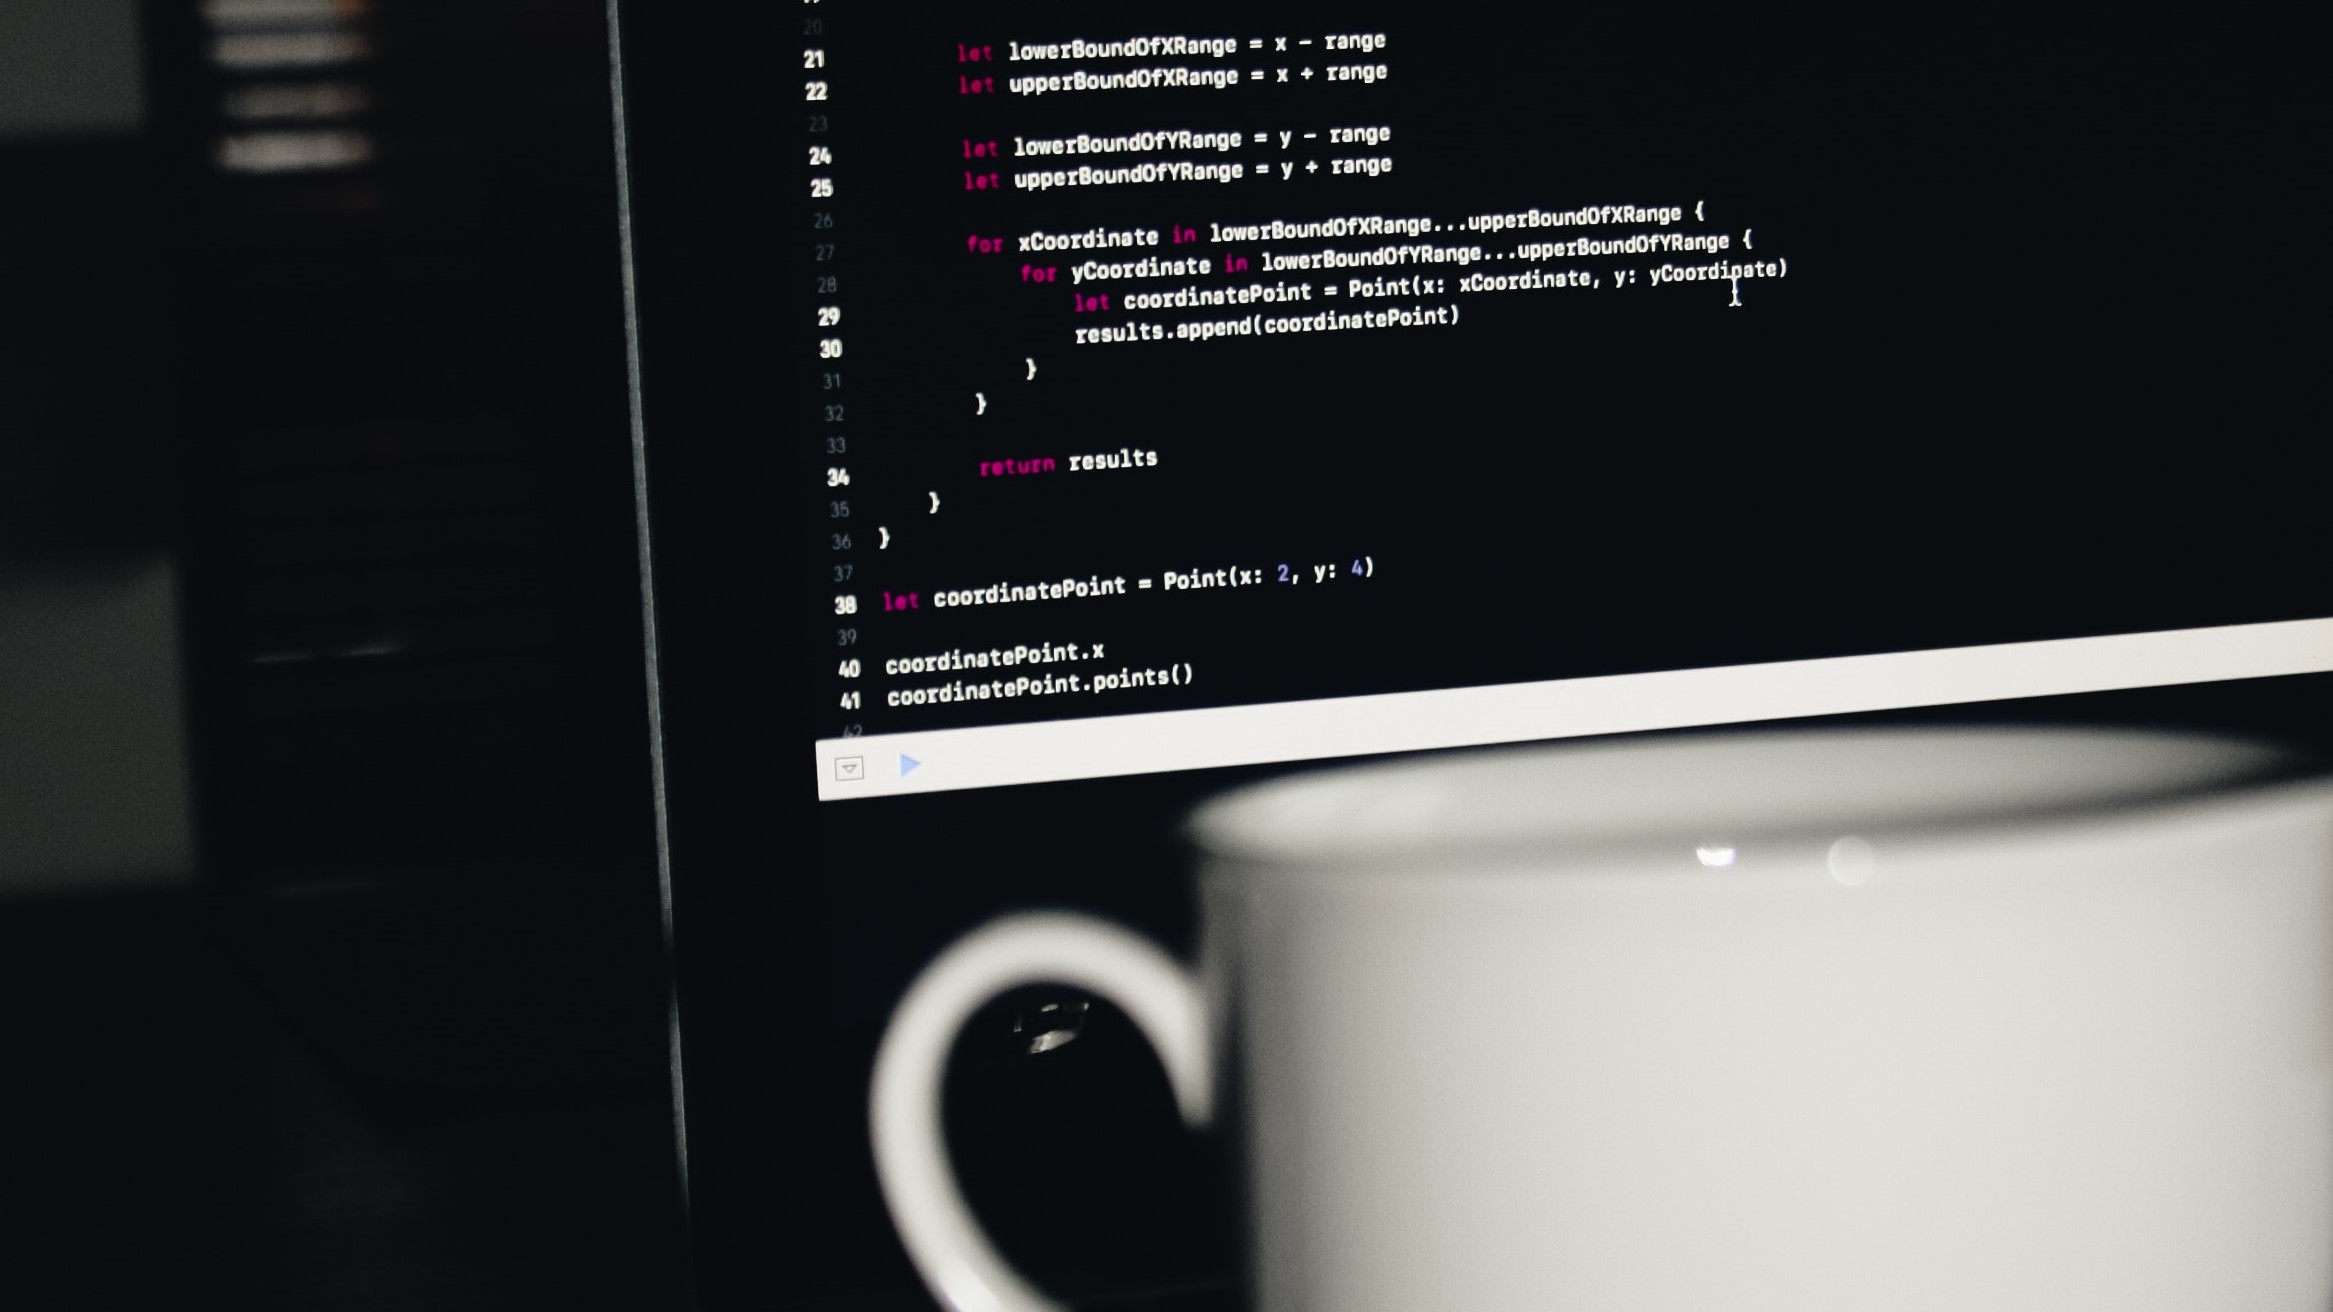 20
21 let lowerBoundOfXRange = x - range
22 let upperBoundOfXRange = x + range
23
24 let lowerBoundOfYRange = y - range
25 let upperBoundOfYRange = y + range
26
27 for xCoordinate in lowerBoundOfXRange...upperBoundOfXRange {
28 for yCoordinate in lowerBoundOfYRange...upperBoundOfYRange {
29 let coordinatePoint = Point(x: xCoordinate, y: yCoordinate)
30 results.append(coordinatePoint)
31 }
32 }
33
34 return results
35 }
36 }
37
38 let coordinatePoint = Point(x: 2, y: 4)
39
40 coordinatePoint.x
41 coordinatePoint.points()
42